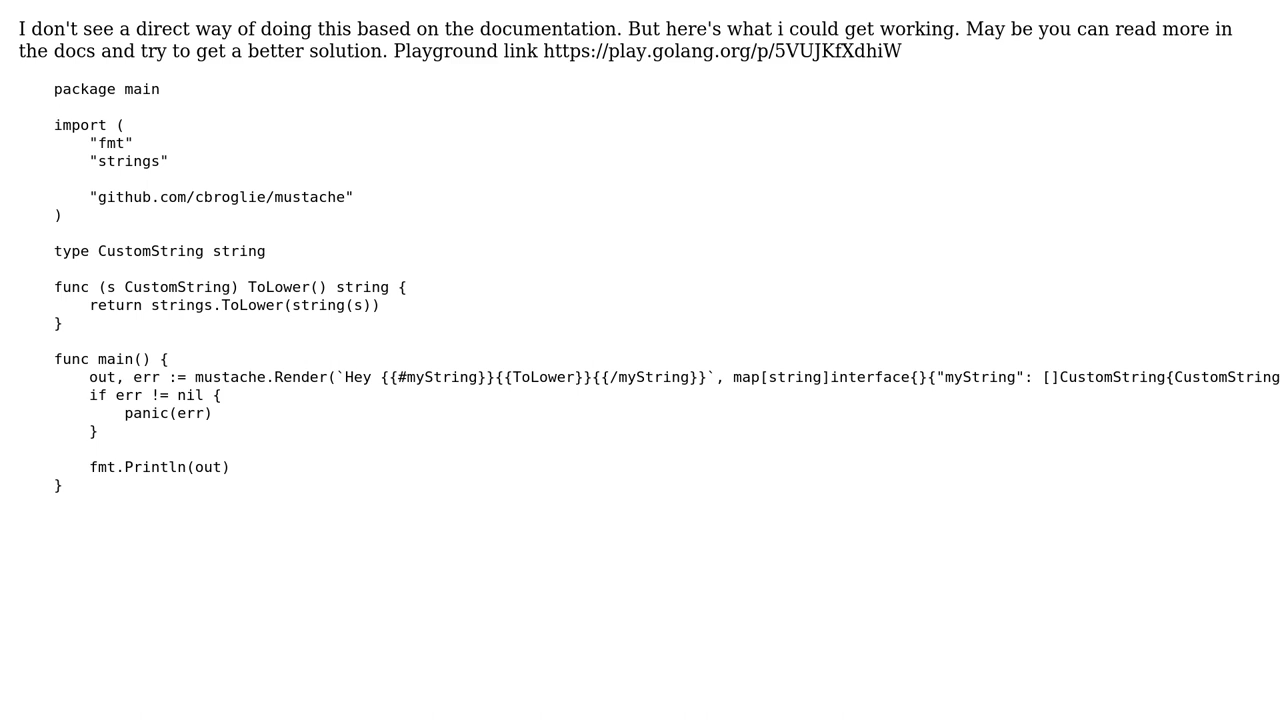 I don't see a direct way of doing this based on the documentation. But here's what i could get working. May be you can read more in
the docs and try to get a better solution. Playground link https://play.golang.org/p/5VUJKfXdhiW
package main
import (
"fmt"
"strings"
"github.com/cbroglie/mustache"
)
type CustomString string
func (s CustomString) ToLower() string {
return strings.ToLower(string(s))
}
func main() {
out, err := mustache.Render(`Hey {{#myString}}{{ToLower}}{{/myString}}`, map[string]interface{}{"myString": []CustomString{CustomString
if err != nil {
panic(err)
}
fmt.Println(out)
}